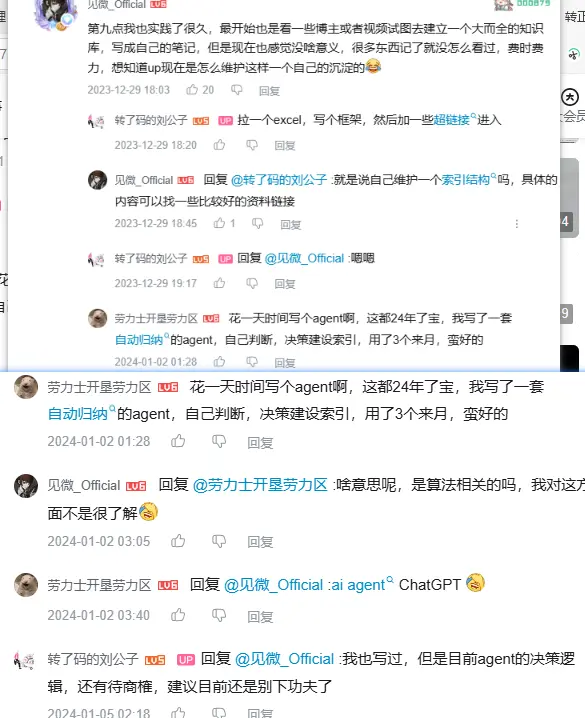 见微_Official LV6
000879
第九点我也实践了很久，最开始也是看一些博主或者视频试图去建立一个大而全的知识
库，写成自己的笔记，但是现在也感觉没啥意义，很多东西记了就没怎么看过，费时费
力，想知道up现在是怎么维护这样一个自己的沉淀的😂
2023-12-29 18:03 20 回复
转了码的刘公子 LV5 UP 拉一个excel，写个框架，然后加一些超链接进入
2023-12-29 18:20 回复
见微_Official LV6 回复 @转了码的刘公子 :就是说自己维护一个索引结构吗，具体的
内容可以找一些比较好的资料链接
2023-12-29 18:45 1 回复
转了码的刘公子 LV5 UP 回复 @见微_Official :嗯嗯
2023-12-29 19:17 回复
劳力士开垦劳力区 LV6 花一天时间写个agent啊，这都24年了宝，我写了一套
自动归纳的agent，自己判断，决策建设索引，用了3个来月，蛮好的
2024-01-02 01:28 回复
劳力士开垦劳力区 LV6 花一天时间写个agent啊，这都24年了宝，我写了一套
自动归纳的agent，自己判断，决策建设索引，用了3个来月，蛮好的
2024-01-02 01:28 回复
见微_Official LV6 回复 @劳力士开垦劳力区 :啥意思呢，是算法相关的吗，我对这方
面不是很了解🤣
2024-01-02 03:05 回复
劳力士开垦劳力区 LV6 回复 @见微_Official :ai agent ChatGPT 🤣
2024-01-02 03:40 回复
转了码的刘公子 LV5 UP 回复 @见微_Official :我也写过，但是目前agent的决策逻
辑，还有待商榷，建议目前还是别下功夫了
2024-01-05 02:18 回复
转正
会员
4
9